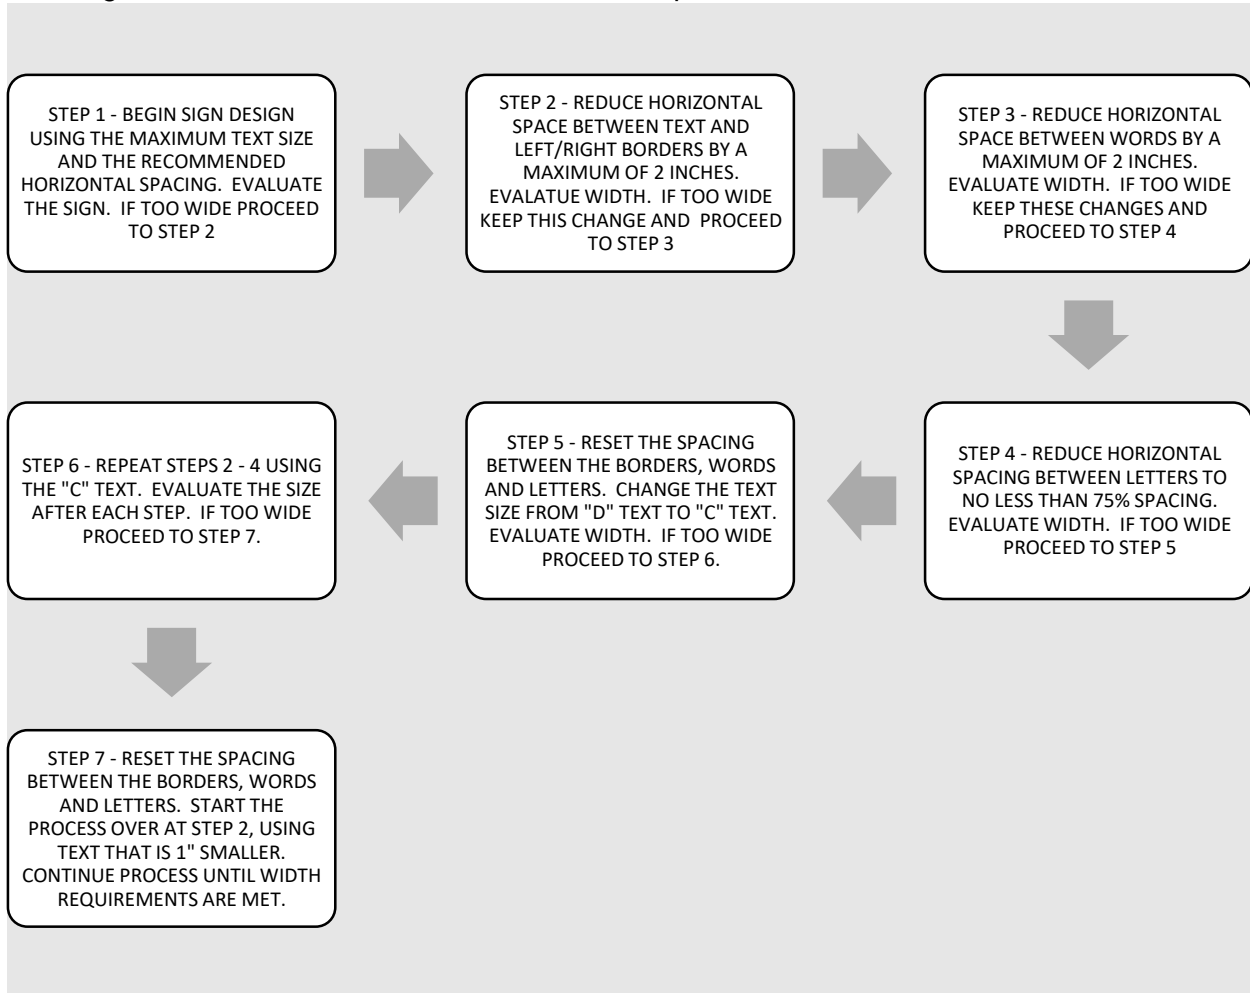 STEP 1 - BEGIN SIGN DESIGN
USING THE MAXIMUM TEXT SIZE
AND THE RECOMMENDED
HORIZONTAL SPACING. EVALUATE
THE SIGN. IF TOO WIDE PROCEED
TO STEP 2
STEP 2 - REDUCE HORIZONTAL
SPACE BETWEEN TEXT AND
LEFT/RIGHT BORDERS BY A
MAXIMUM OF 2 INCHES.
EVALATUE WIDTH. IF TOO WIDE
KEEP THIS CHANGE AND PROCEED
TO STEP 3
STEP 3 - REDUCE HORIZONTAL
SPACE BETWEEN WORDS BY A
MAXIMUM OF 2 INCHES.
EVALUATE WIDTH. IF TOO WIDE
KEEP THESE CHANGES AND
PROCEED TO STEP 4
STEP 4 - REDUCE HORIZONTAL
SPACING BETWEEN LETTERS TO
NO LESS THAN 75% SPACING.
EVALUATE WIDTH. IF TOO WIDE
PROCEED TO STEP 5
STEP 5 - RESET THE SPACING
BETWEEN THE BORDERS, WORDS
AND LETTERS. CHANGE THE TEXT
SIZE FROM "D" TEXT TO "C" TEXT.
EVALUATE WIDTH. IF TOO WIDE
PROCEED TO STEP 6.
STEP 6 - REPEAT STEPS 2 - 4 USING
THE "C" TEXT. EVALUATE THE SIZE
AFTER EACH STEP. IF TOO WIDE
PROCEED TO STEP 7.
STEP 7 - RESET THE SPACING
BETWEEN THE BORDERS, WORDS
AND LETTERS. START THE
PROCESS OVER AT STEP 2, USING
TEXT THAT IS 1" SMALLER.
CONTINUE PROCESS UNTIL WIDTH
REQUIREMENTS ARE MET.